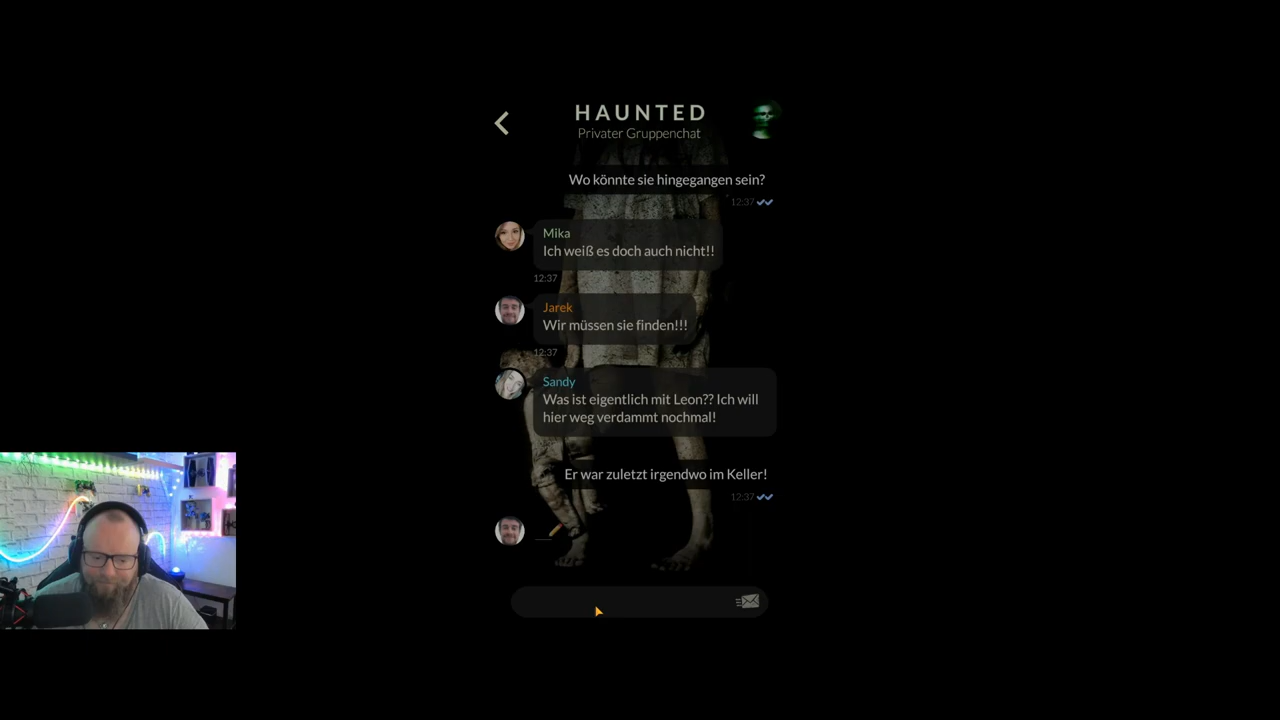 HAUNTED
Privater Gruppenchat
Wo könnte sie hingegangen sein?
12:37
Mika
Ich weiß es doch auch nicht!!
12:37
Jarek
Wir müssen sie finden!!!
12:37
Sandy
Was ist eigentlich mit Leon?? Ich will
hier weg verdammt nochmal!
Er war zuletzt irgendwo im Keller!
12:37